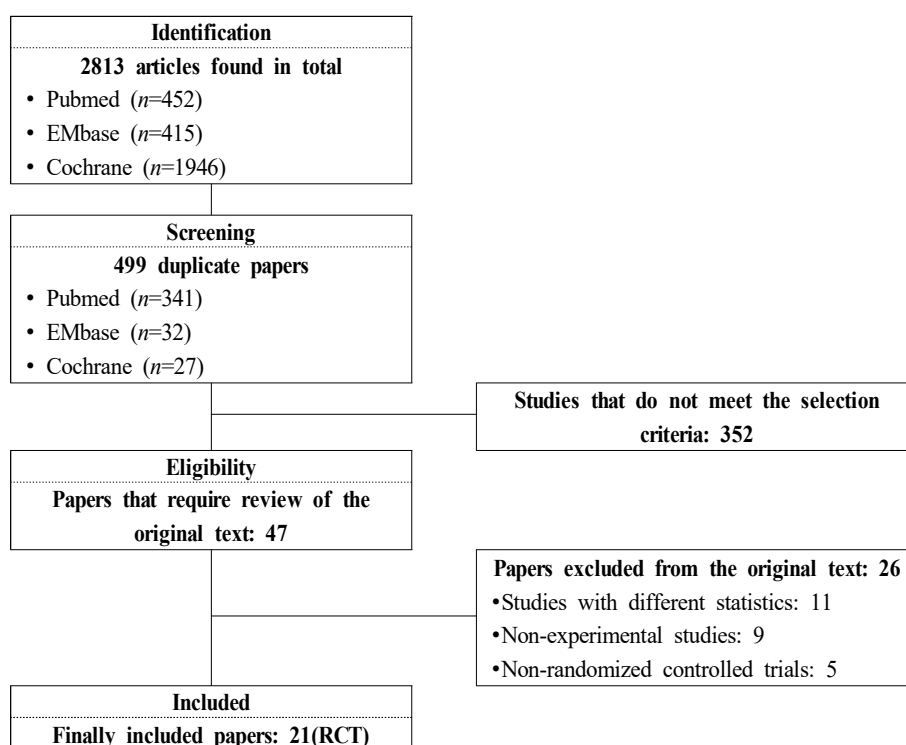 Identification
2813 articles found in total
• Pubmed (n=452)
• EMbase (n=415)
• Cochrane (n=1946)
Screening
499 duplicate papers
• Pubmed (n=341)
• EMbase (n=32)
• Cochrane (n=27)
Studies that do not meet the selection
criteria: 352
Eligibility
Papers that require review of the
original text: 47
Papers excluded from the original text: 26
•Studies with different statistics: 11
•Non-experimental studies: 9
•Non-randomized controlled trials: 5
Included
Finally included papers: 21(RCT)